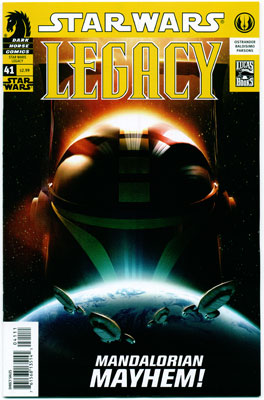 STAR WARS
LEGACY
DARK
HORSE
COMICS
STAR WARS
LEGACY
41
$2.99
STAR
WARS
OSTRANDER
BALDEÓN
PARSONS
LUCAS
BOOKS
MANDALORIAN
MAYHEM!